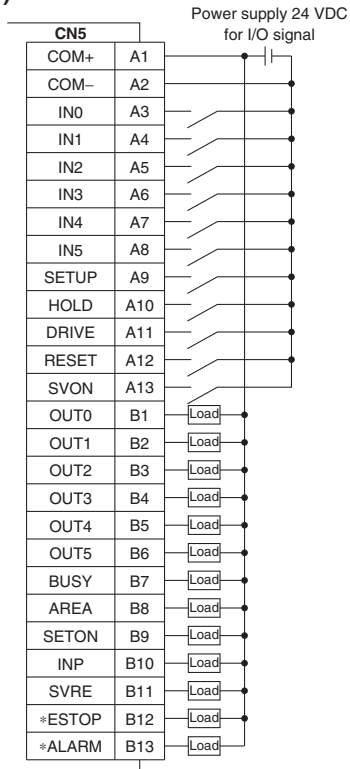 )
Power supply 24 VDC
for I/O signal
CN5
COM+ A1
COM– A2
IN0 A3
IN1 A4
IN2 A5
IN3 A6
IN4 A7
IN5 A8
SETUP A9
HOLD A10
DRIVE A11
RESET A12
SVON A13
OUT0 B1 Load
OUT1 B2 Load
OUT2 B3 Load
OUT3 B4 Load
OUT4 B5 Load
OUT5 B6 Load
BUSY B7 Load
AREA B8 Load
SETON B9 Load
INP B10 Load
SVRE B11 Load
∗ESTOP B12 Load
∗ALARM B13 Load